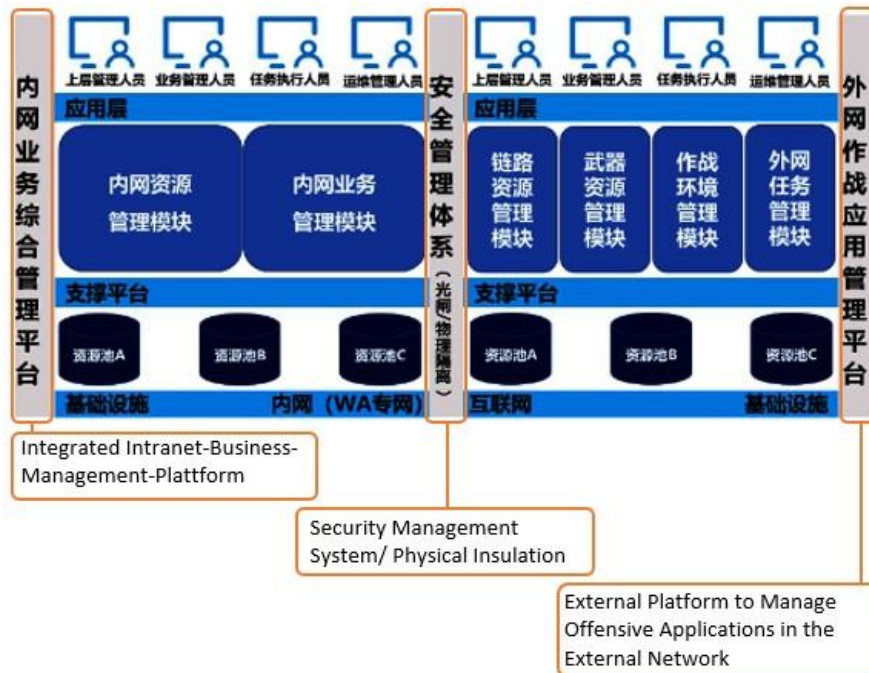 内网业务综合管理平台
上层管理人员 业务管理人员 任务执行人员 运维管理人员
应用层
内网资源
管理模块
内网业务
管理模块
支撑平台
资源池A 资源池B 资源池C
基础设施 内网（WA专网）
安全管理体系（光闸/物理隔离）
上层管理人员 业务管理人员 任务执行人员 运维管理人员
应用层
链路
资源
管理
模块
武器
资源
管理
模块
作战
环境
管理
模块
外网
任务
管理
模块
支撑平台
资源池A 资源池B 资源池C
互联网 基础设施
外网作战应用管理平台
Integrated Intranet-Business-
Management-Plattform
Security Management
System/ Physical Insulation
External Platform to Manage
Offensive Applications in the
External Network